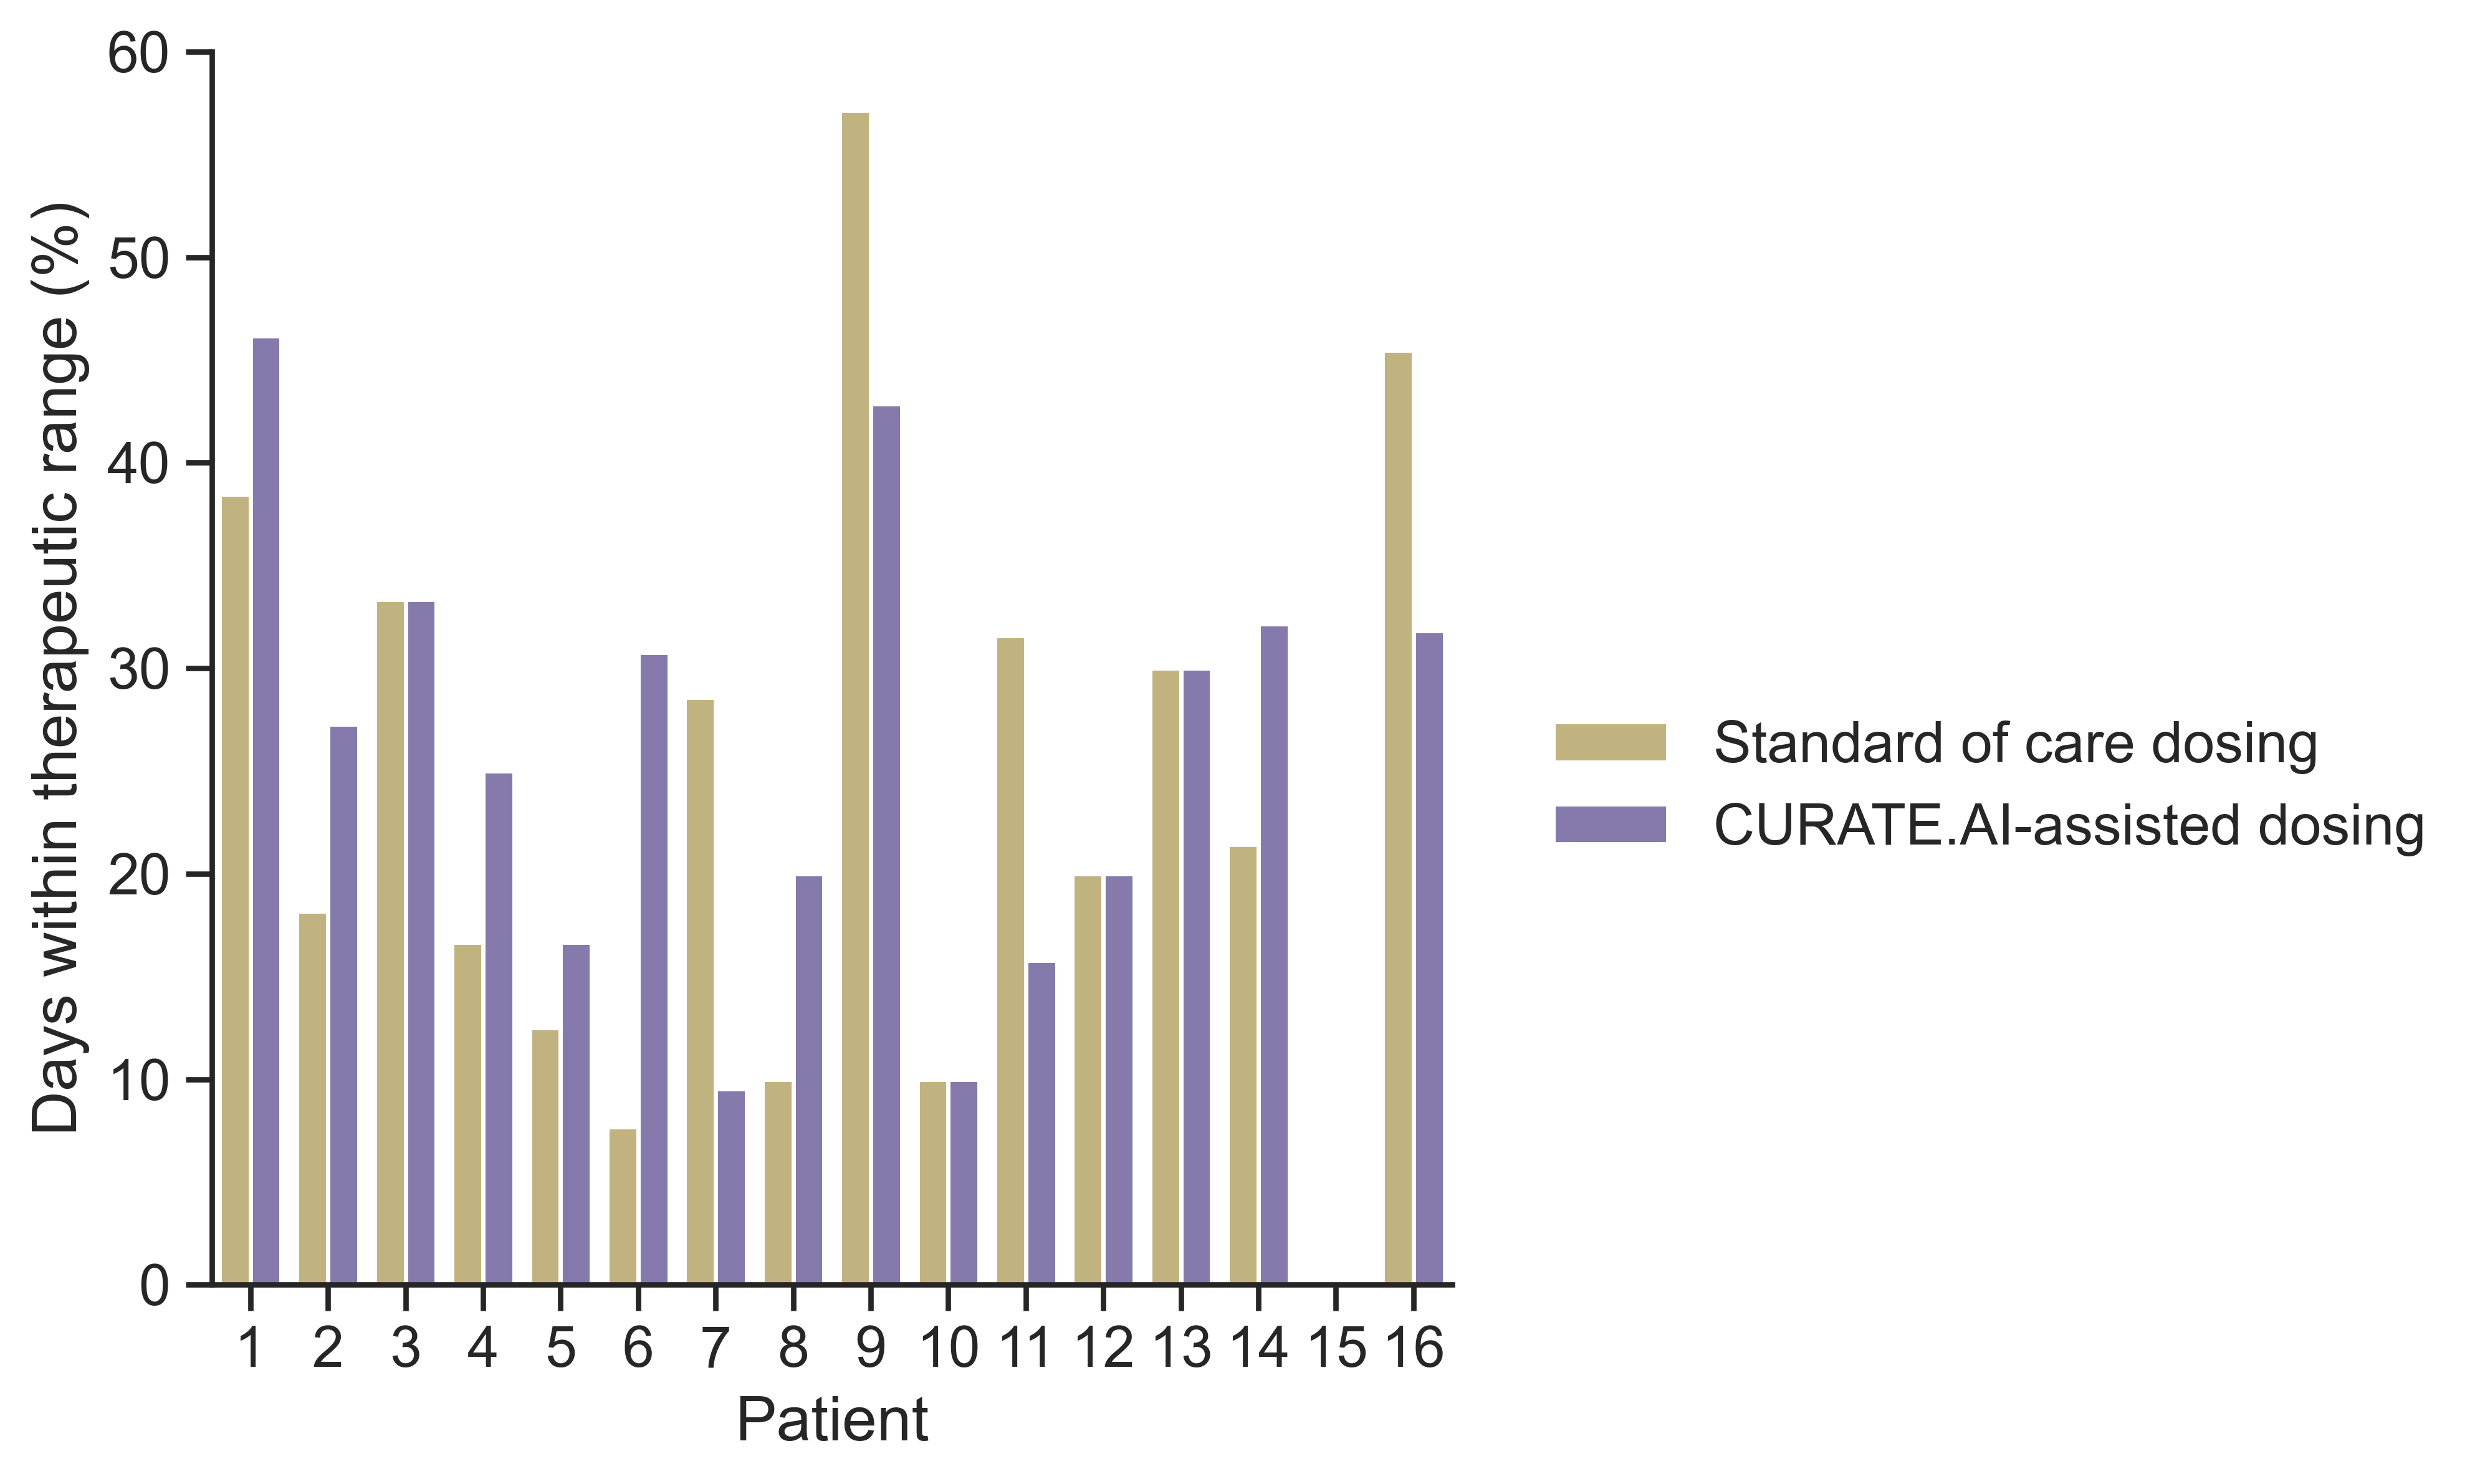 Days within therapeutic range (%)
60
50
40
30
20
10
0
1 2 3 4 5 6 7 8 9 10 11 12 13 14 15 16
Patient
Standard of care dosing
CURATE.AI-assisted dosing